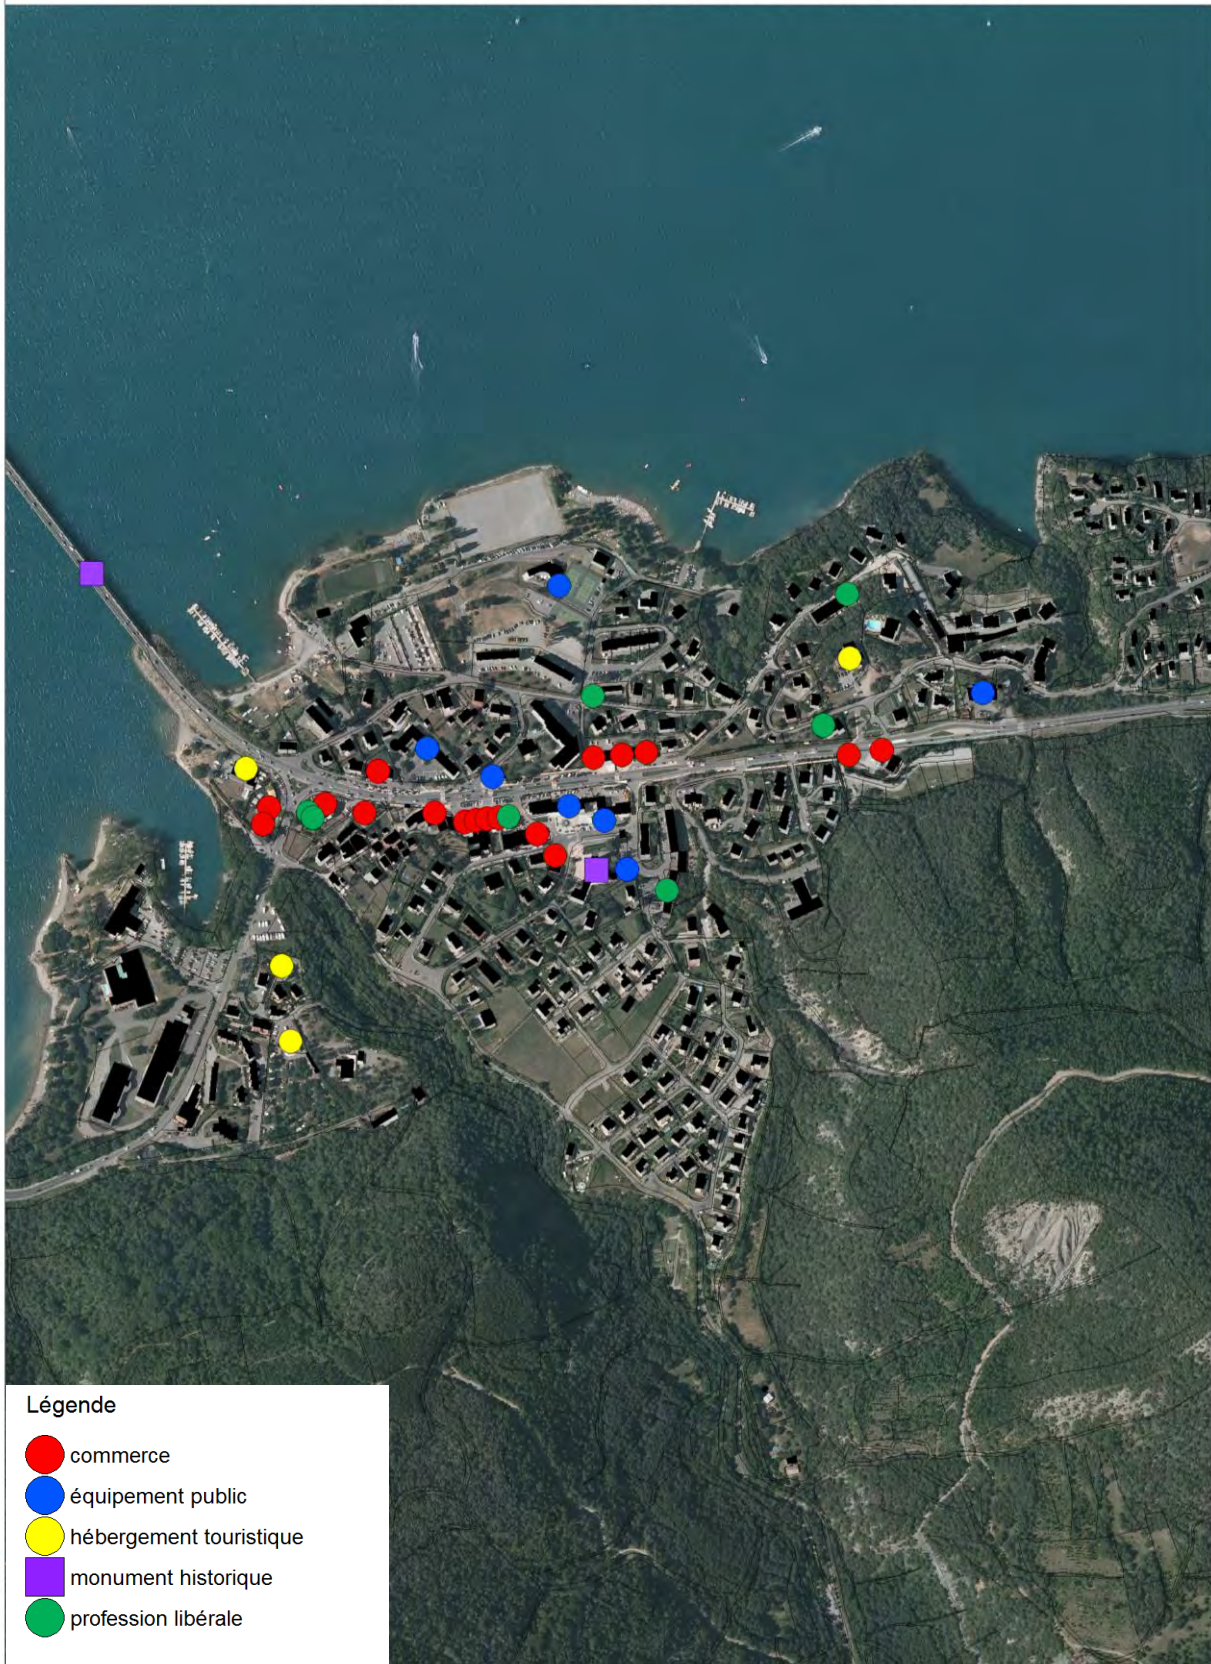 Légende
commerce
équipement public
hébergement touristique
monument historique
profession libérale